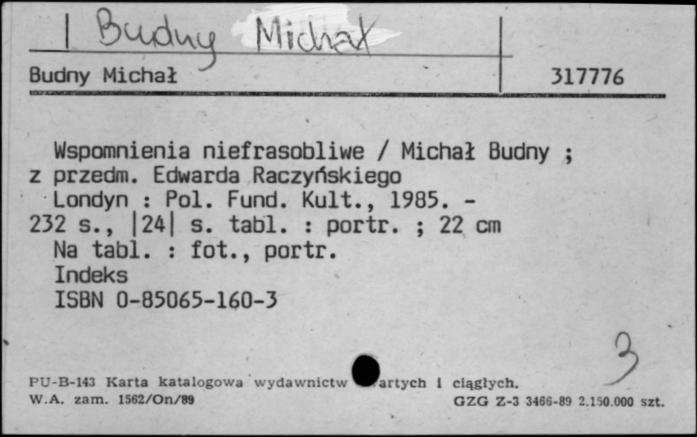 Budny Michał
Budny Michał 317776
Wspomnienia niefrasobliwe / Michał Budny ;
z przedm. Edwarda Raczyńskiego
Londyn : Pol. Fund. Kult., 1985. -
232 s., |24| s. tabl. : portr. ; 22 cm
Na tabl. : fot., portr.
Indeks
ISBN 0-85065-160-3
3
PU-B-143 Karta katalogowa wydawnictw artych i ciągłych.
W.A. zam. 1562/On/89 GZG Z-3 3466-89 2.150.000 szt.